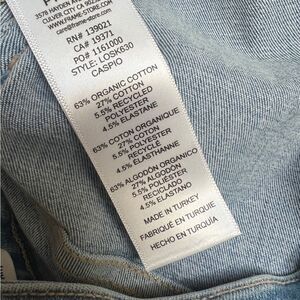 3578 HAYDEN AVE
CULVER CITY CA 902
care@frame-store.com
RN# 139021
CA# 19371
PO# 1161000
STYLE: LOSK630
CASPIO
63% ORGANIC COTTON
27% COTTON
5.5% RECYCLED
POLYESTER
4.5% ELASTANE
63% COTON ORGANIQUE
27% COTON
5.5% POLYESTER
RECYCLÉ
4.5% ELASTHANNE
63% ALGODÓN ORGANICO
27% ALGODÓN
5.5% POLIÉSTER
RECICLADO
4.5% ELASTANO
MADE IN TURKEY
FABRIQUÉ EN TURQUIE
HECHO EN TURQUÍA